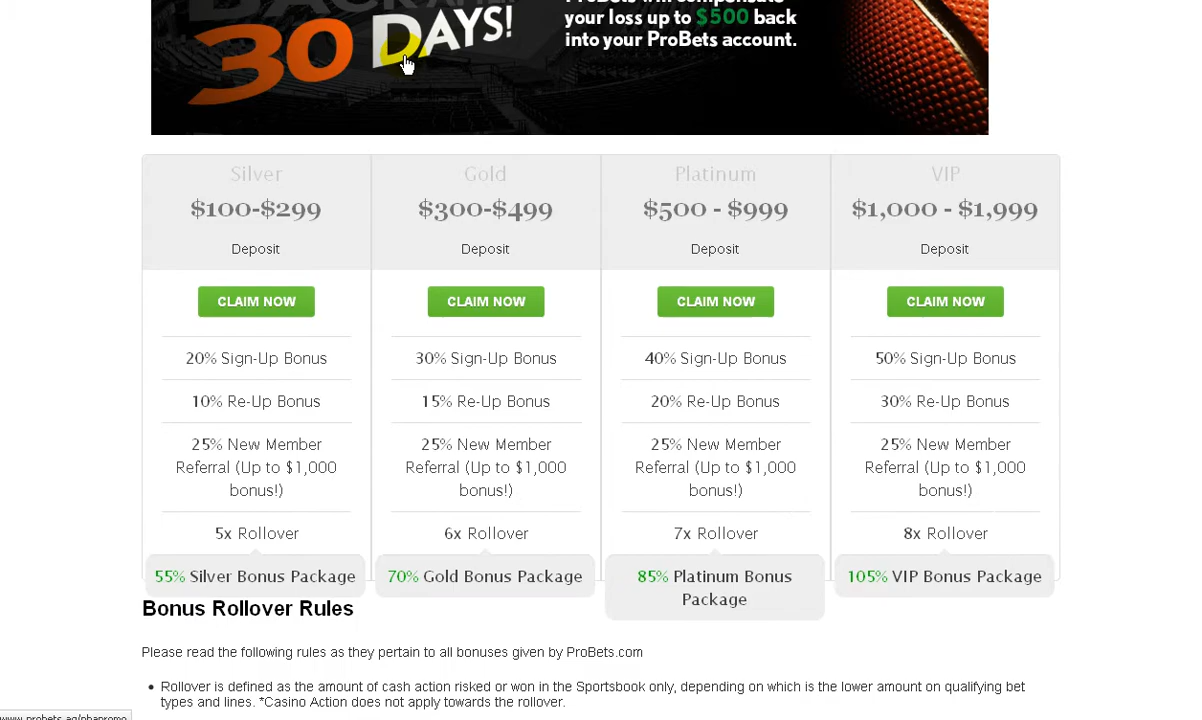 BACK AFTER
30 DAYS!
ProBets will compensate
your loss up to $500 back
into your ProBets account.
Silver
$100-$299
Deposit
CLAIM NOW
20% Sign-Up Bonus
10% Re-Up Bonus
25% New Member
Referral (Up to $1,000
bonus!)
5x Rollover
55% Silver Bonus Package
Gold
$300-$499
Deposit
CLAIM NOW
30% Sign-Up Bonus
15% Re-Up Bonus
25% New Member
Referral (Up to $1,000
bonus!)
6x Rollover
70% Gold Bonus Package
Platinum
$500 - $999
Deposit
CLAIM NOW
40% Sign-Up Bonus
20% Re-Up Bonus
25% New Member
Referral (Up to $1,000
bonus!)
7x Rollover
85% Platinum Bonus
Package
VIP
$1,000 - $1,999
Deposit
CLAIM NOW
50% Sign-Up Bonus
30% Re-Up Bonus
25% New Member
Referral (Up to $1,000
bonus!)
8x Rollover
105% VIP Bonus Package
Bonus Rollover Rules
Please read the following rules as they pertain to all bonuses given by ProBets.com
• Rollover is defined as the amount of cash action risked or won in the Sportsbook only, depending on which is the lower amount on qualifying bet
types and lines. *Casino Action does not apply towards the rollover.
www.probets.ag/pbapromo